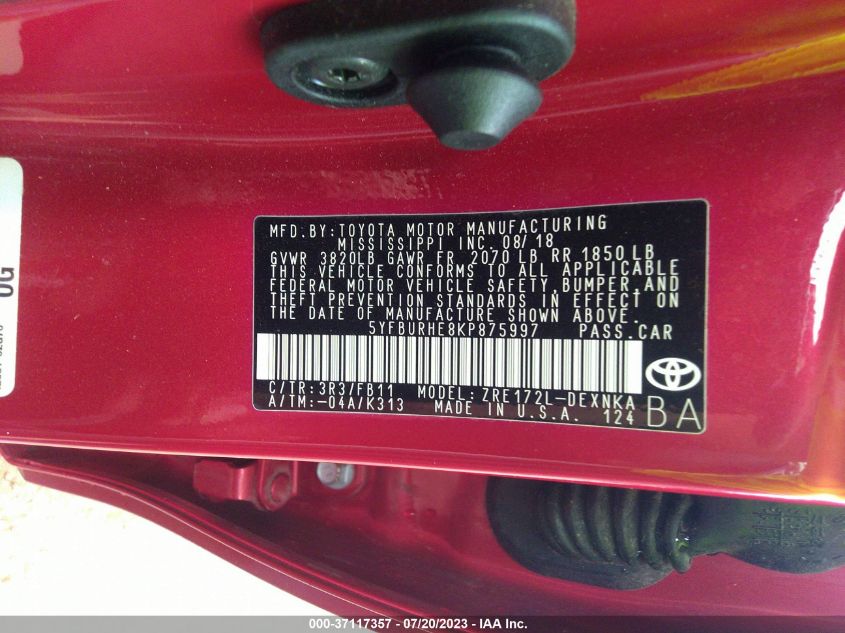 MFD.BY:TOYOTA MOTOR MANUFACTURING
MISSISSIPPI INC. 08/18
GVWR 3820LB GAWR FR 2070 LB RR 1850 LB
THIS VEHICLE CONFORMS TO ALL APPLICABLE
FEDERAL MOTOR VEHICLE SAFETY,BUMPER,AND
THEFT PREVENTION STANDARDS IN EFFECT ON
THE DATE OF MANUFACTURE SHOWN ABOVE.
5YFBURHE8KP875997 PASS.CAR
C/TR:3R3/FB11 MODEL:ZRE172L-DEXNKA
A/TM:-04A/K313 MADE IN U.S.A. 124 BA
OG
000-37117357 - 07/20/2023 - IAA Inc.